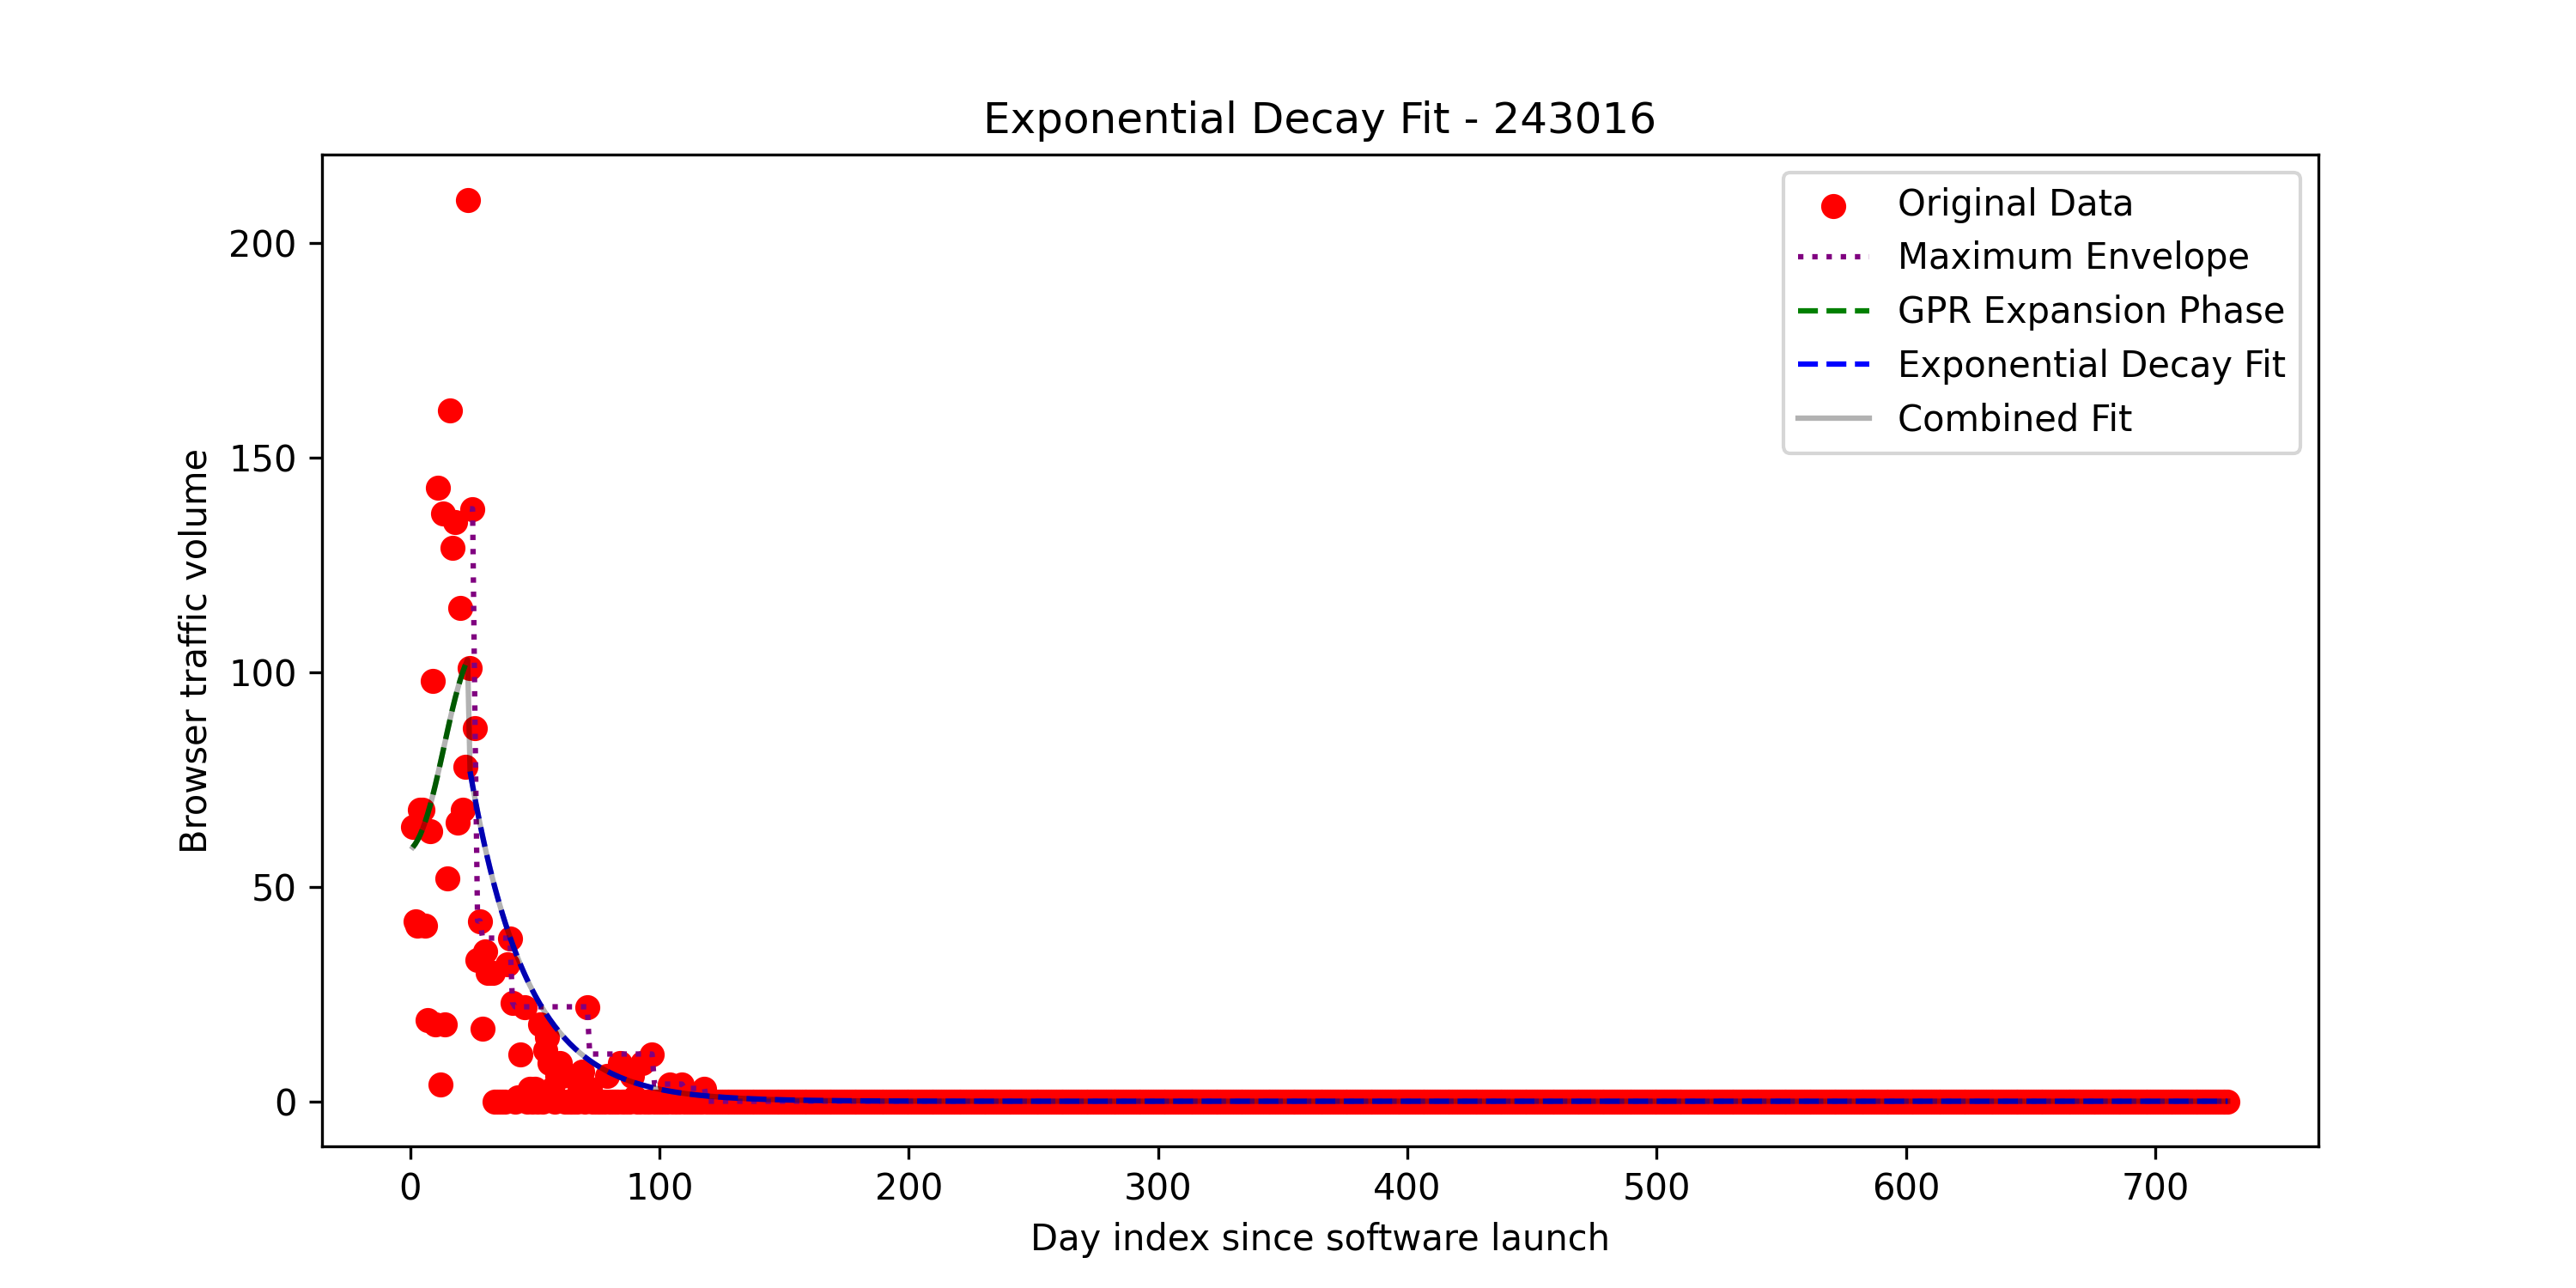 Exponential Decay Fit - 243016
Original Data
Maximum Envelope
GPR Expansion Phase
Exponential Decay Fit
Combined Fit
Browser traffic volume
200
150
100
50
0
0 100 200 300 400 500 600 700
Day index since software launch